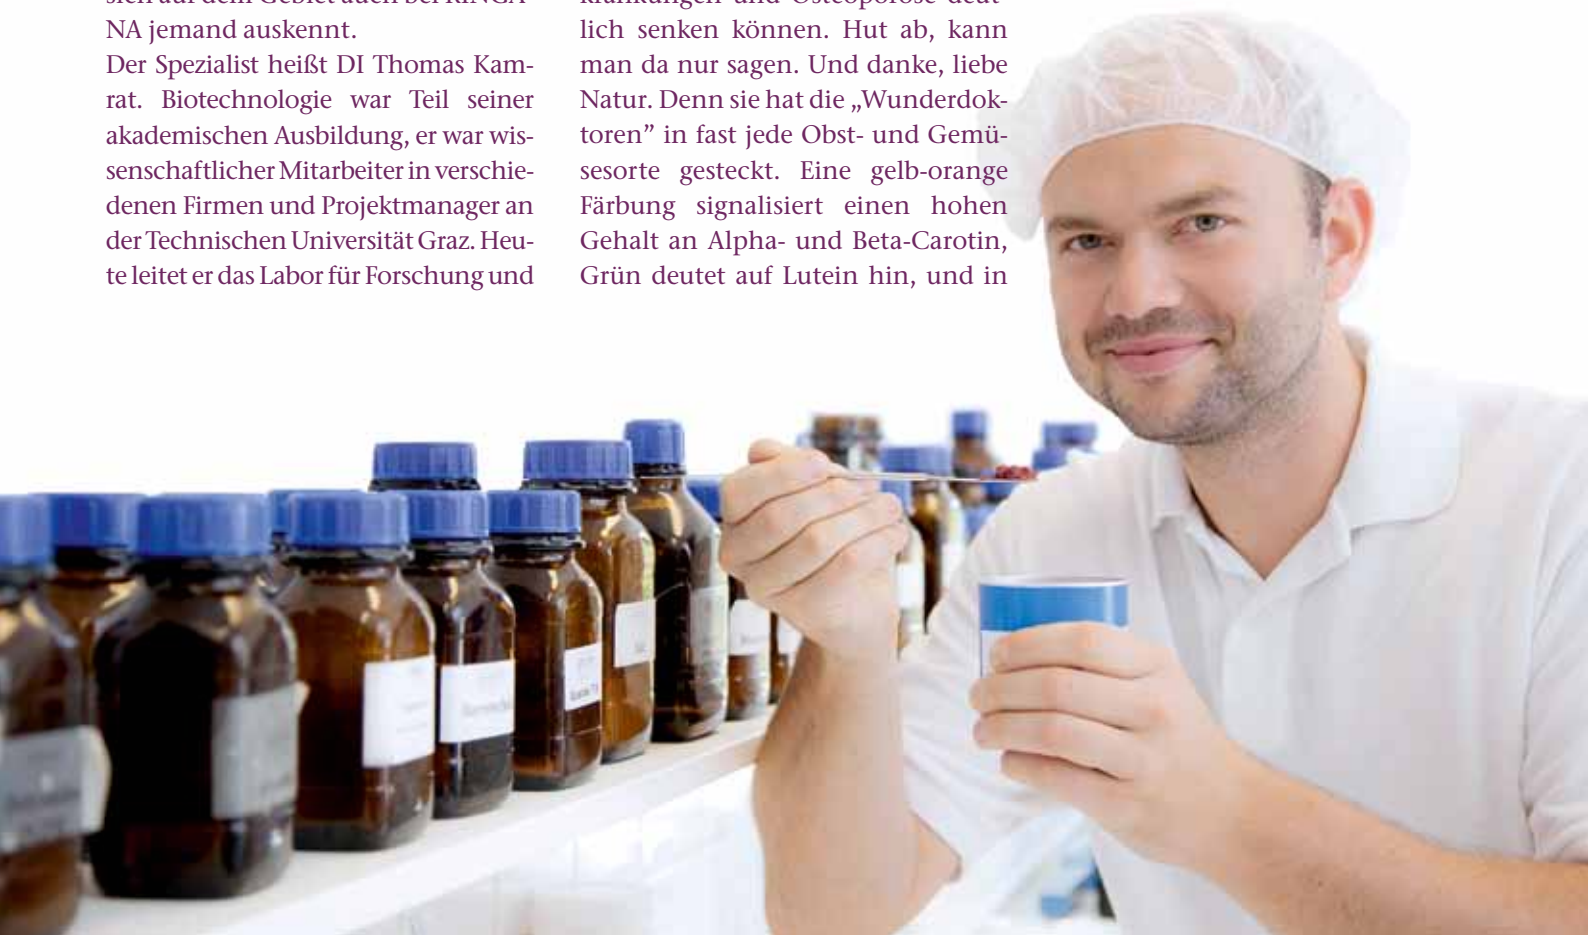 NA jemand auskennt.
Der Spezialist heißt DI Thomas Kam-
rat. Biotechnologie war Teil seiner
akademischen Ausbildung, er war wis-
senschaftlicher Mitarbeiter in verschie-
denen Firmen und Projektmanager an
der Technischen Universität Graz. Heu-
te leitet er das Labor für Forschung und
lich senken können. Hut ab, kann
man da nur sagen. Und danke, liebe
Natur. Denn sie hat die „Wunderdok-
toren” in fast jede Obst- und Gemü-
sesorte gesteckt. Eine gelb-orange
Färbung signalisiert einen hohen
Gehalt an Alpha- und Beta-Carotin,
Grün deutet auf Lutein hin, und in